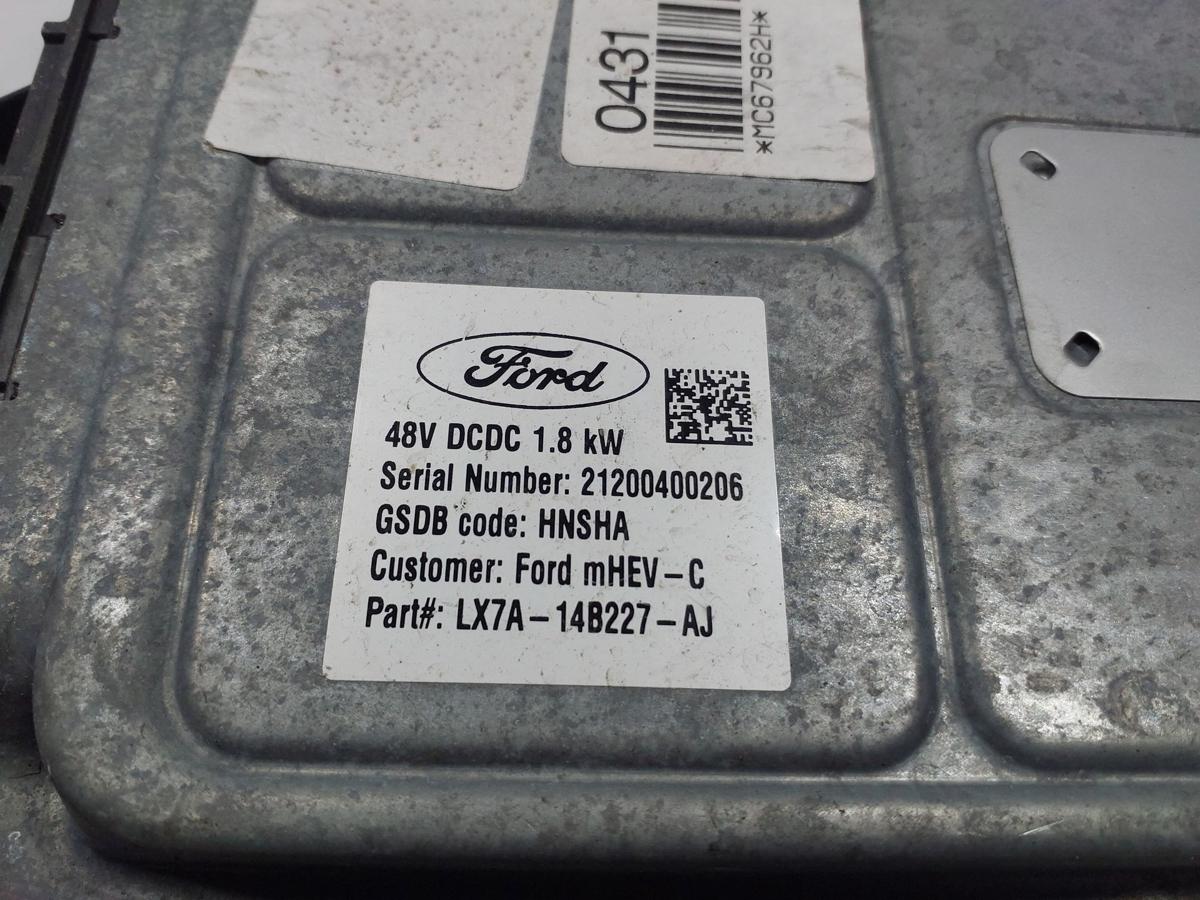 0431
*MC67962H*
Ford
48V DCDC 1.8 kW
Serial Number: 21200400206
GSDB code: HNSHA
Customer: Ford mHEV-C
Part#: LX7A-14B227-AJ